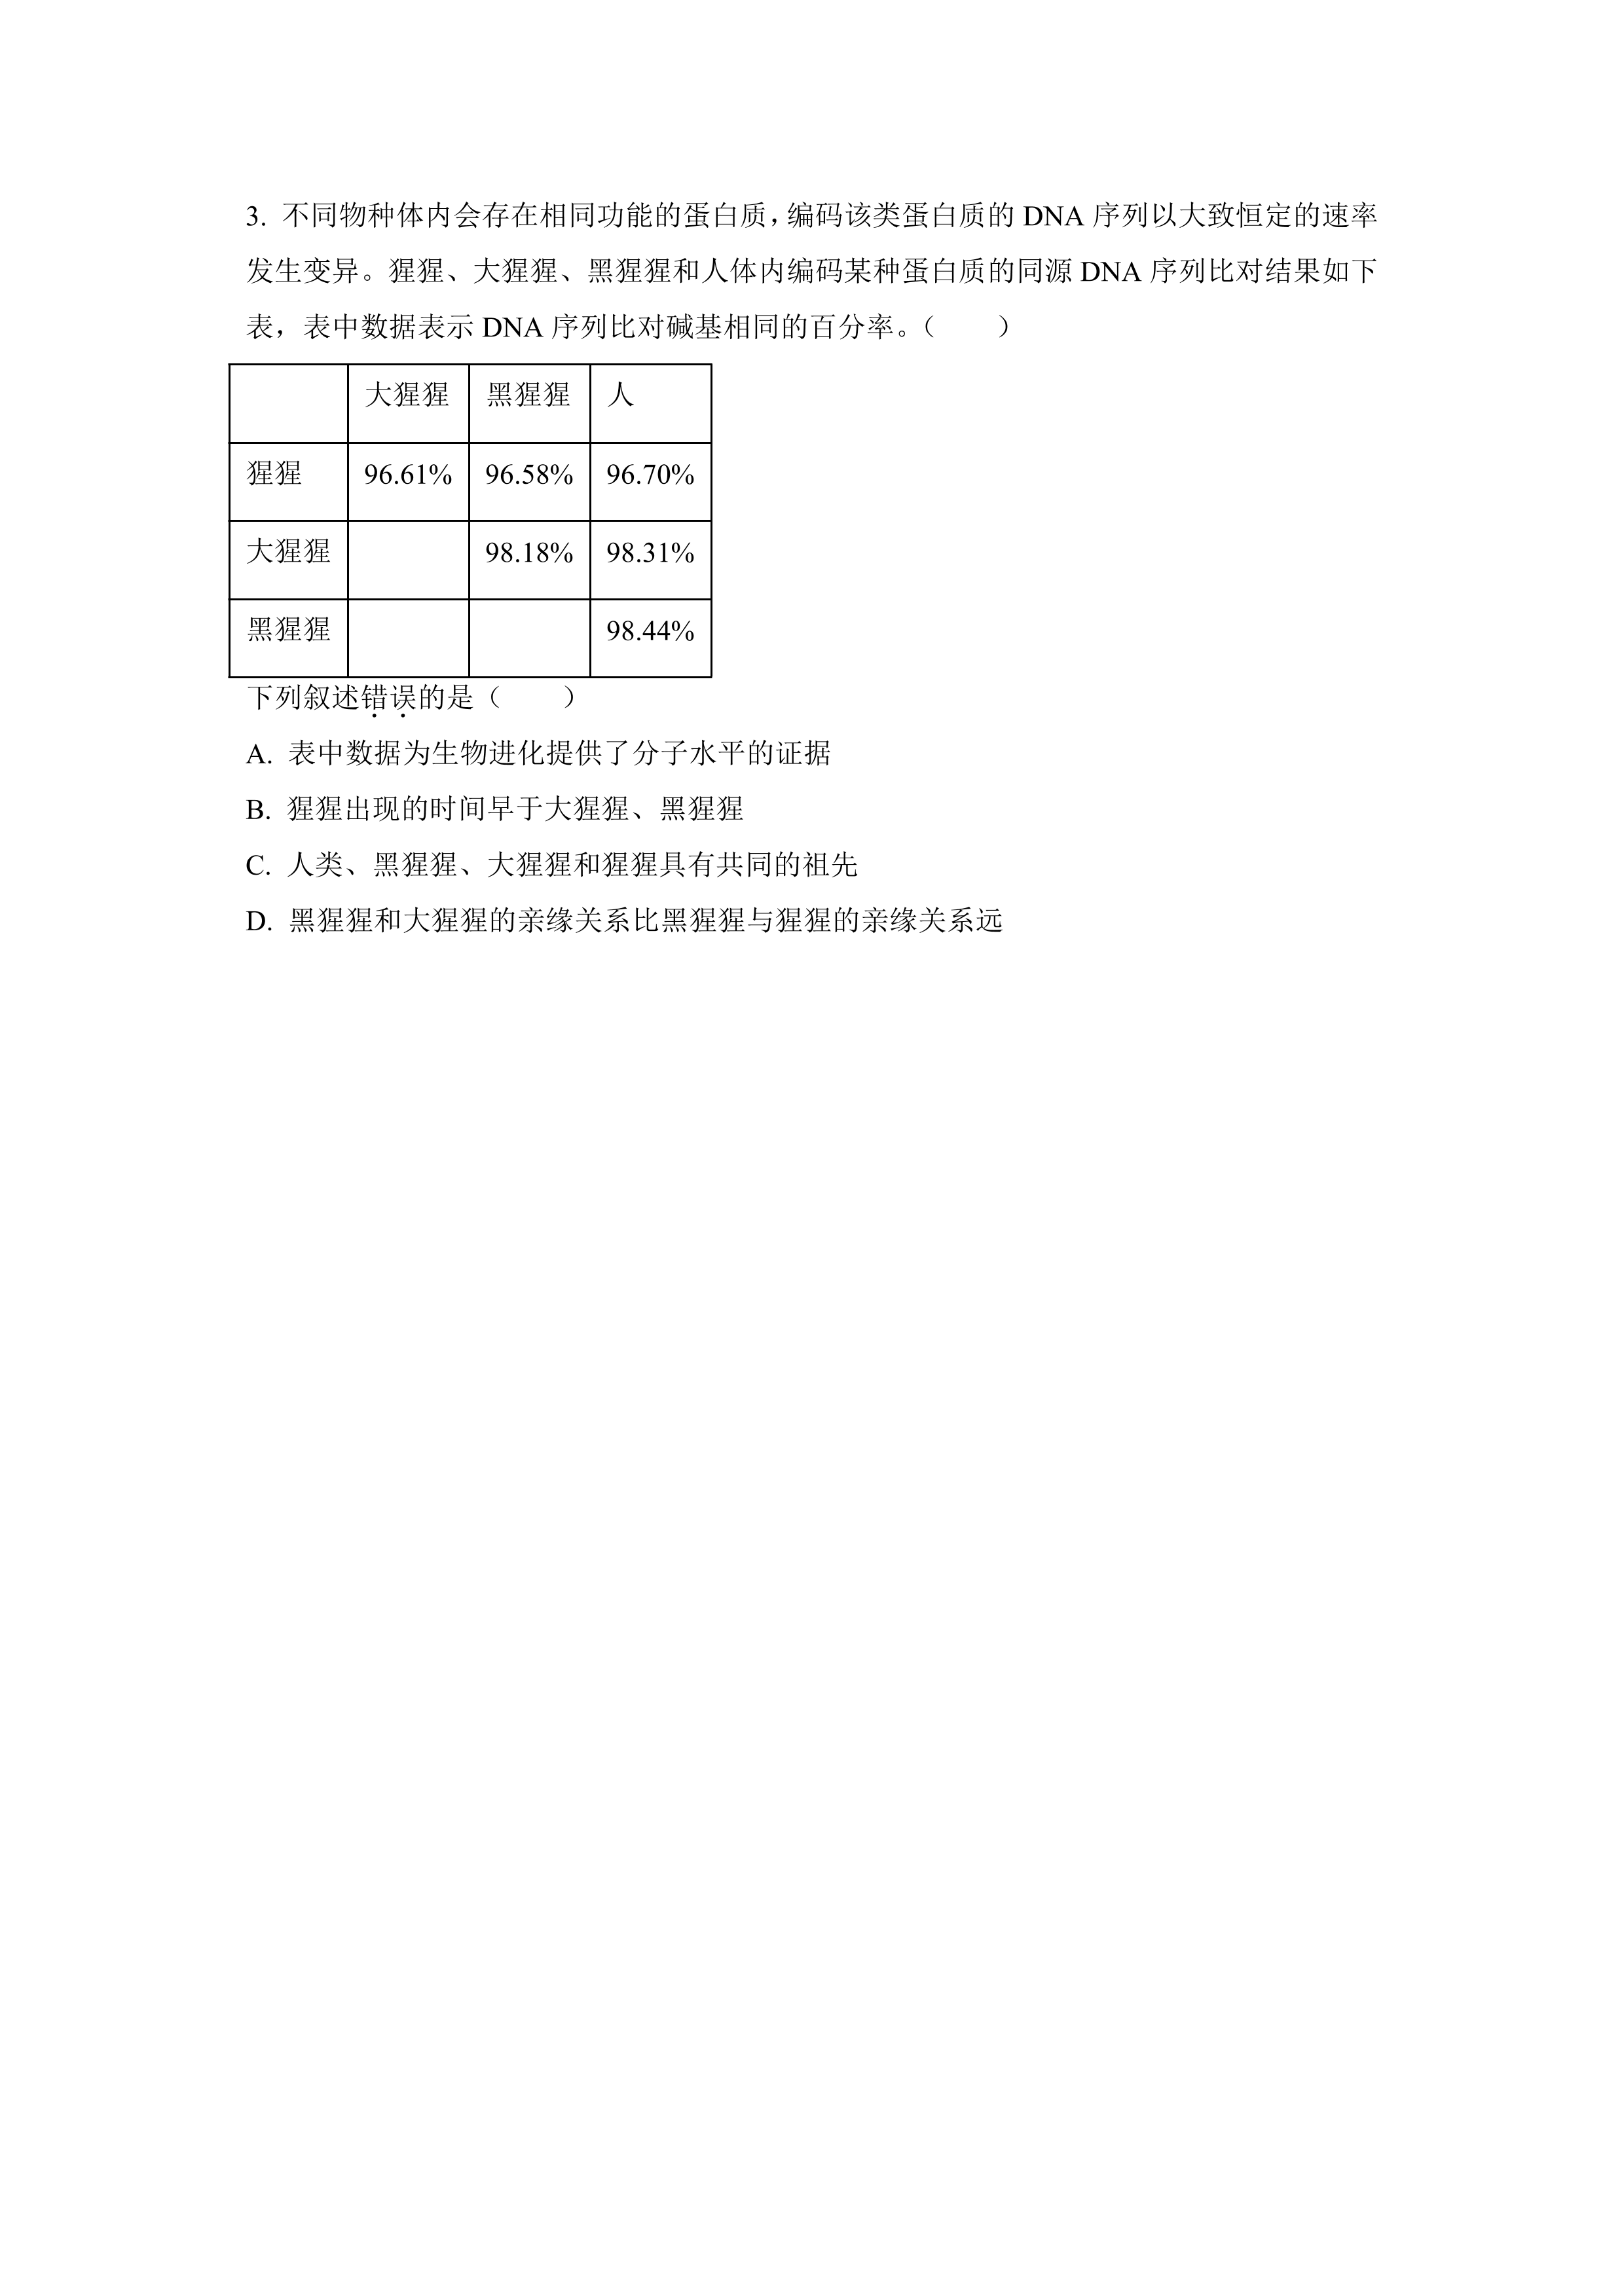 3. 不同物种体内会存在相同功能的蛋白质，编码该类蛋白质的 DNA 序列以大致恒定的速率
发生变异。猩猩、大猩猩、黑猩猩和人体内编码某种蛋白质的同源 DNA 序列比对结果如下
表，表中数据表示 DNA 序列比对碱基相同的百分率。（　　）
大猩猩 黑猩猩 人
猩猩 96.61% 96.58% 96.70%
大猩猩 98.18% 98.31%
黑猩猩 98.44%
下列叙述错误的是（　　）
A. 表中数据为生物进化提供了分子水平的证据
B. 猩猩出现的时间早于大猩猩、黑猩猩
C. 人类、黑猩猩、大猩猩和猩猩具有共同的祖先
D. 黑猩猩和大猩猩的亲缘关系比黑猩猩与猩猩的亲缘关系远